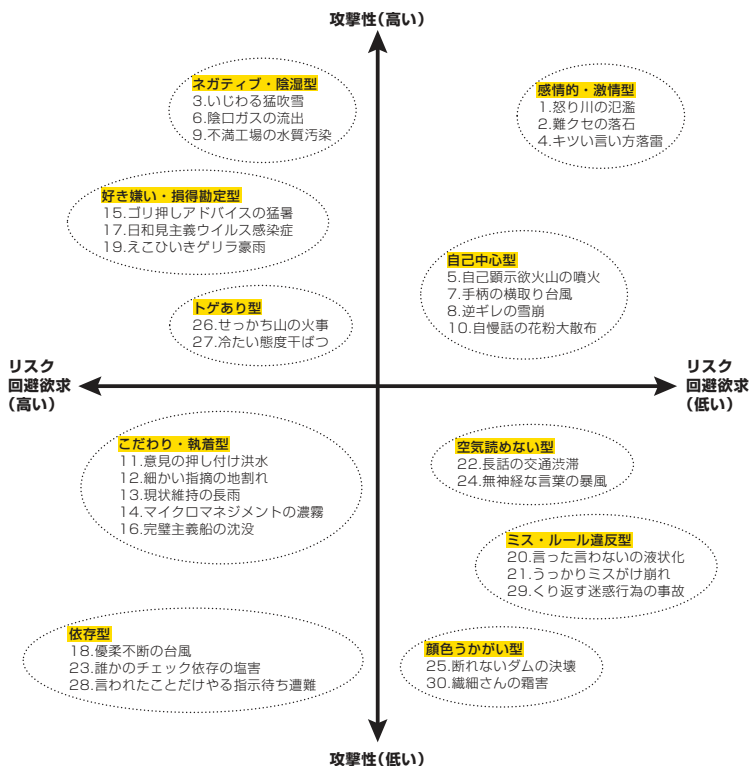 攻撃性(高い)
ネガティブ・陰湿型
3.いじわる猛吹雪
6.陰口ガスの流出
9.不満工場の水質汚染
感情的・激情型
1.怒り川の氾濫
2.難クセの落石
4.キツい言い方落雷
好き嫌い・損得勘定型
15.ゴリ押しアドバイスの猛暑
17.日和見主義ウイルス感染症
19.えこひいきゲリラ豪雨
自己中心型
5.自己顕示欲火山の噴火
7.手柄の横取り台風
8.逆ギレの雪崩
10.自慢話の花粉大散布
トゲあり型
26.せっかち山の火事
27.冷たい態度干ばつ
リスク
回避欲求
(高い)
リスク
回避欲求
(低い)
こだわり・執着型
11.意見の押し付け洪水
12.細かい指摘の地割れ
13.現状維持の長雨
14.マイクロマネジメントの濃霧
16.完璧主義船の沈没
空気読めない型
22.長話の交通渋滞
24.無神経な言葉の暴風
ミス・ルール違反型
20.言った言わないの液状化
21.うっかりミスがけ崩れ
29.くり返す迷惑行為の事故
依存型
18.優柔不断の台風
23.誰かのチェック依存の塩害
28.言われたことだけやる指示待ち遭難
顔色うかがい型
25.断れないダムの決壊
30.繊細さんの霜害
攻撃性(低い)